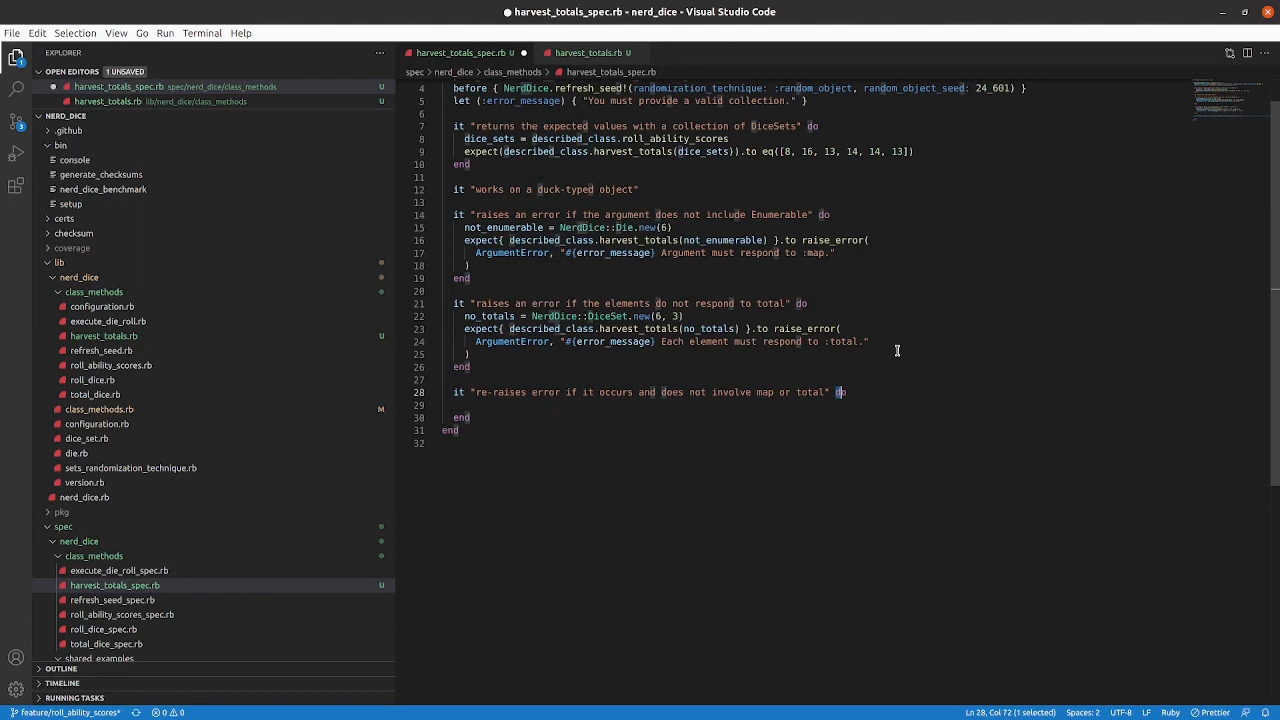 harvest_totals_spec.rb - nerd_dice - Visual Studio Code
File Edit Selection View Go Run Terminal Help
EXPLORER
OPEN EDITORS 1 UNSAVED
harvest_totals_spec.rb spec/nerd_dice/class_methods U
harvest_totals.rb lib/nerd_dice/class_methods U
NERD_DICE
.github
bin
console
generate_checksums
nerd_dice_benchmark
setup
certs
checksum
coverage
lib
nerd_dice
class_methods
configuration.rb
execute_die_roll.rb
harvest_totals.rb U
refresh_seed.rb
roll_ability_scores.rb
roll_dice.rb
total_dice.rb
class_methods.rb M
configuration.rb
dice_set.rb
die.rb
sets_randomization_technique.rb
version.rb
nerd_dice.rb
pkg
spec
nerd_dice
class_methods
execute_die_roll_spec.rb
harvest_totals_spec.rb U
refresh_seed_spec.rb
roll_ability_scores_spec.rb
roll_dice_spec.rb
total_dice_spec.rb
shared_examples
OUTLINE
TIMELINE
RUNNING TASKS
harvest_totals_spec.rb U harvest_totals.rb U
spec > nerd_dice > class_methods > harvest_totals_spec.rb
4 before { NerdDice.refresh_seed!(randomization_technique: :random_object, random_object_seed: 24_601) }
5 let (:error_message) { "You must provide a valid collection." }
6
7 it "returns the expected values with a collection of DiceSets" do
8 dice_sets = described_class.roll_ability_scores
9 expect(described_class.harvest_totals(dice_sets)).to eq([8, 16, 13, 14, 14, 13])
10 end
11
12 it "works on a duck-typed object"
13
14 it "raises an error if the argument does not include Enumerable" do
15 not_enumerable = NerdDice::Die.new(6)
16 expect{ described_class.harvest_totals(not_enumerable) }.to raise_error(
17 ArgumentError, "#{error_message} Argument must respond to :map."
18 )
19 end
20
21 it "raises an error if the elements do not respond to total" do
22 no_totals = NerdDice::DiceSet.new(6, 3)
23 expect{ described_class.harvest_totals(no_totals) }.to raise_error(
24 ArgumentError, "#{error_message} Each element must respond to :total."
25 )
26 end
27
28 it "re-raises error if it occurs and does not involve map or total" do
29
30 end
31 end
32
feature/roll_ability_scores* 0 0 Ln 28, Col 72 (1 selected) Spaces: 2 UTF-8 LF Ruby Prettier